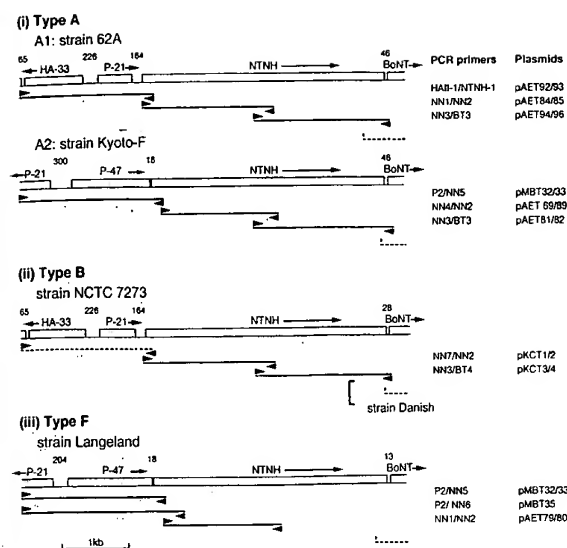 (i) Type A
A1: strain 62A
65 226 164 46
HA-33 P-21 NTNH BoNT
PCR primers Plasmids
HAII-1/NTNH-1 pAET92/93
NN1/NN2 pAET84/85
NN3/BT3 pAET94/96
A2: strain Kyoto-F
300 18 46
P-21 P-47 NTNH BoNT
P2/NN5 pMBT32/33
NN4/NN2 pAET 69/89
NN3/BT3 pAET81/82
(ii) Type B
strain NCTC 7273
65 226 164 28
HA-33 P-21 NTNH BoNT
NN7/NN2 pKCT1/2
NN3/BT4 pKCT3/4
strain Danish
(iii) Type F
strain Langeland
204 18 13
P-21 P-47 NTNH BoNT
P2/NN5 pMBT32/33
P2/ NN6 pMBT35
NN1/NN2 pAET79/80
1kb